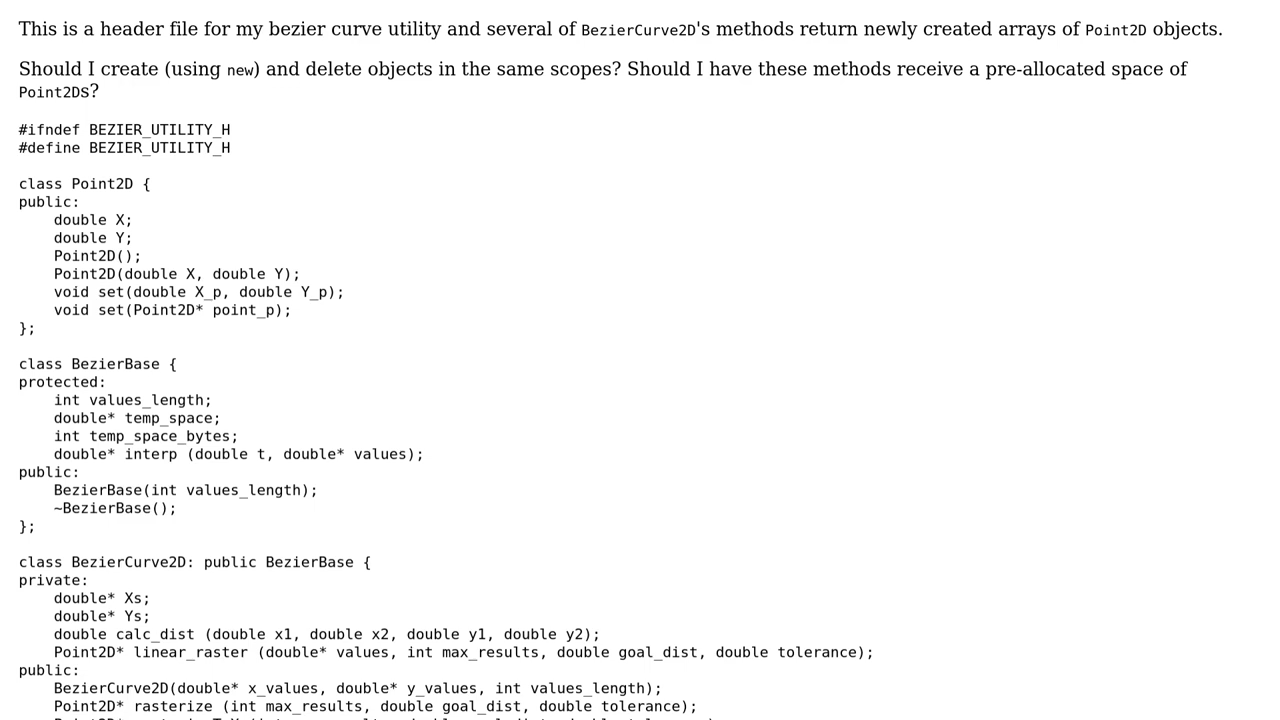 This is a header file for my bezier curve utility and several of BezierCurve2D's methods return newly created arrays of Point2D objects.
Should I create (using new) and delete objects in the same scopes? Should I have these methods receive a pre-allocated space of
Point2Ds?
#ifndef BEZIER_UTILITY_H
#define BEZIER_UTILITY_H
class Point2D {
public:
    double X;
    double Y;
    Point2D();
    Point2D(double X, double Y);
    void set(double X_p, double Y_p);
    void set(Point2D* point_p);
};
class BezierBase {
protected:
    int values_length;
    double* temp_space;
    int temp_space_bytes;
    double* interp (double t, double* values);
public:
    BezierBase(int values_length);
    ~BezierBase();
};
class BezierCurve2D: public BezierBase {
private:
    double* Xs;
    double* Ys;
    double calc_dist (double x1, double x2, double y1, double y2);
    Point2D* linear_raster (double* values, int max_results, double goal_dist, double tolerance);
public:
    BezierCurve2D(double* x_values, double* y_values, int values_length);
    Point2D* rasterize (int max_results, double goal_dist, double tolerance);